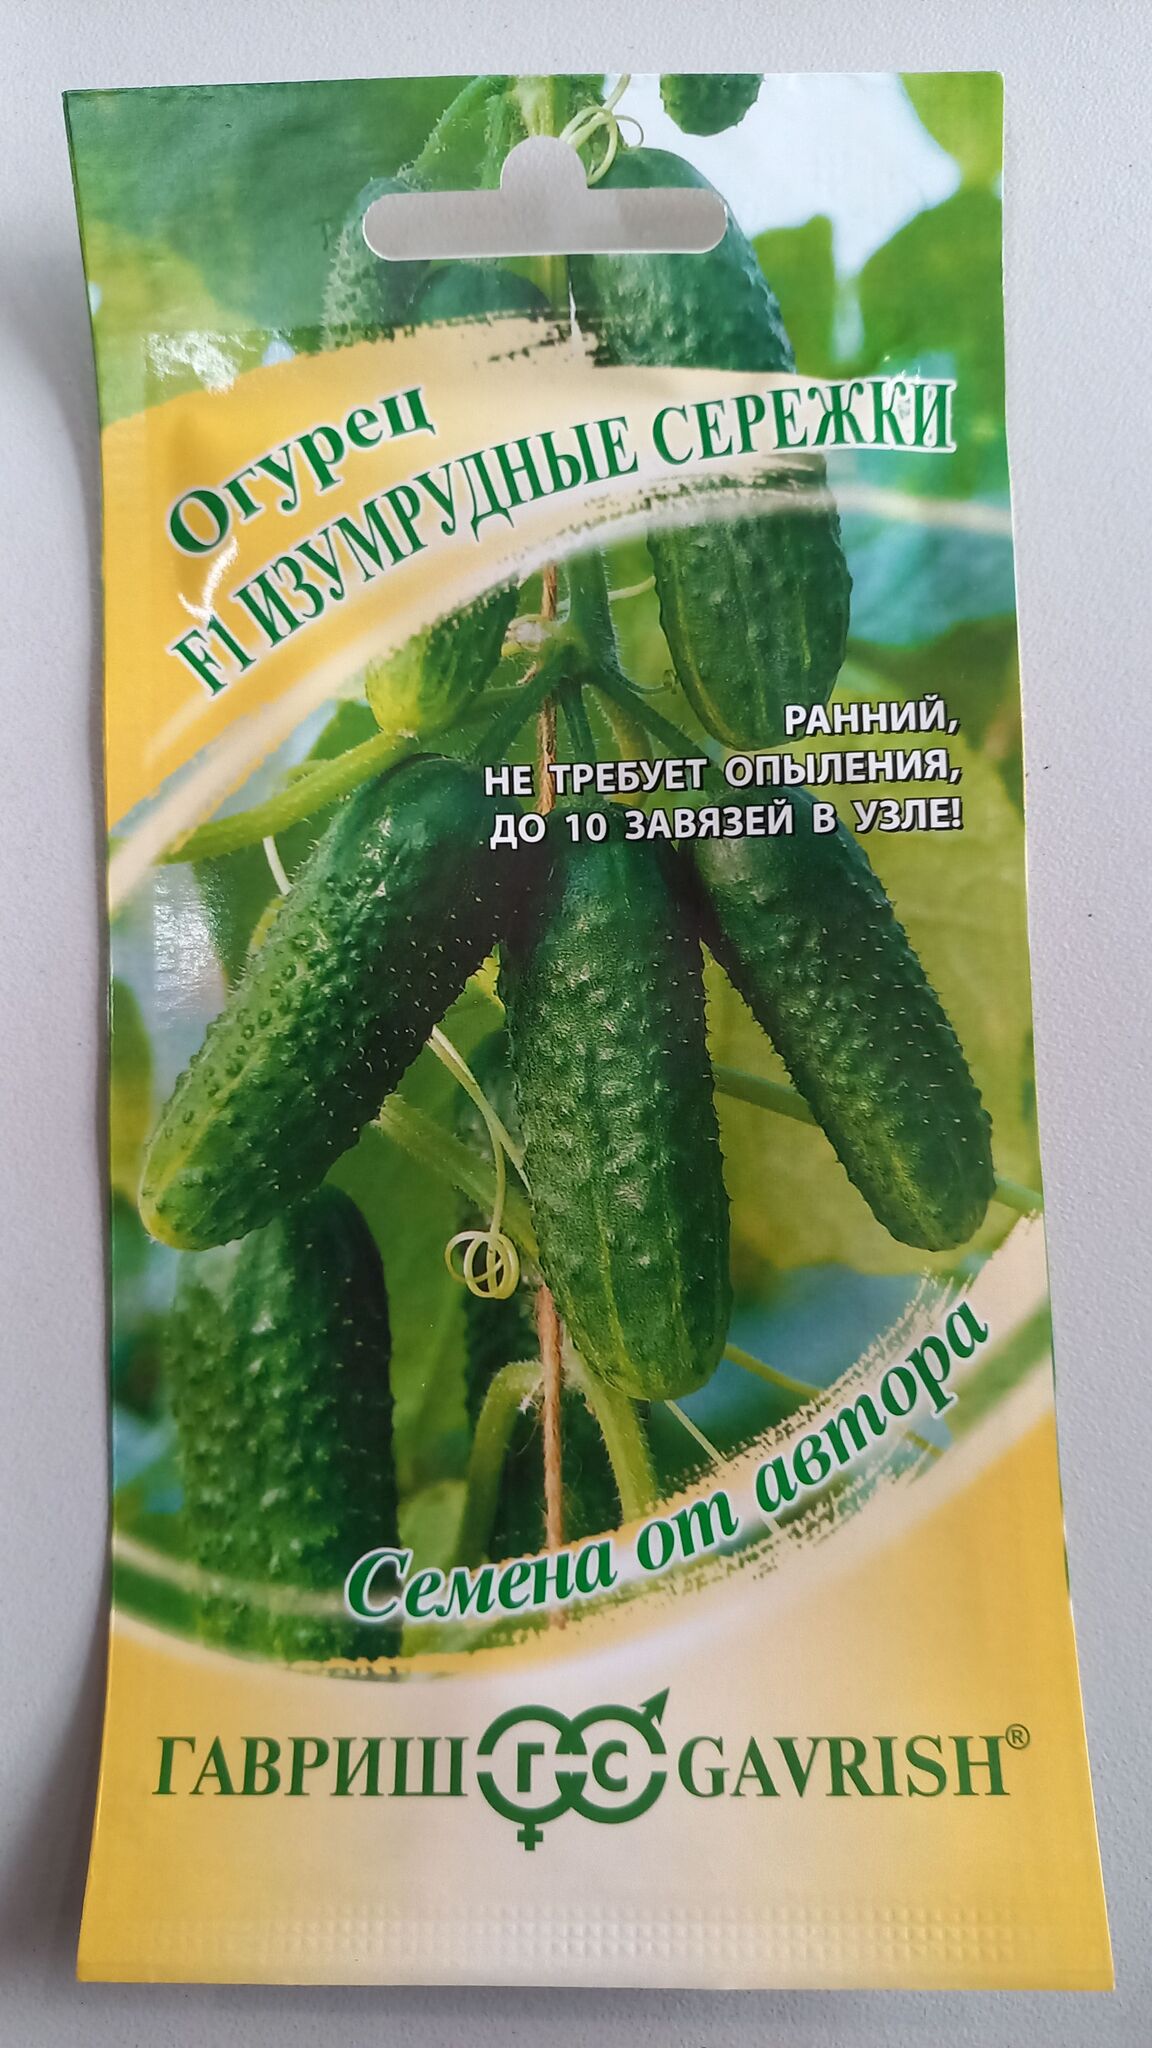 Огурец
F1 ИЗУМРУДНЫЕ СЕРЕЖКИ
РАННИЙ,
НЕ ТРЕБУЕТ ОПЫЛЕНИЯ,
ДО 10 ЗАВЯЗЕЙ В УЗЛЕ!
Семена от автора
ГАВРИШ ГС GAVRISH®